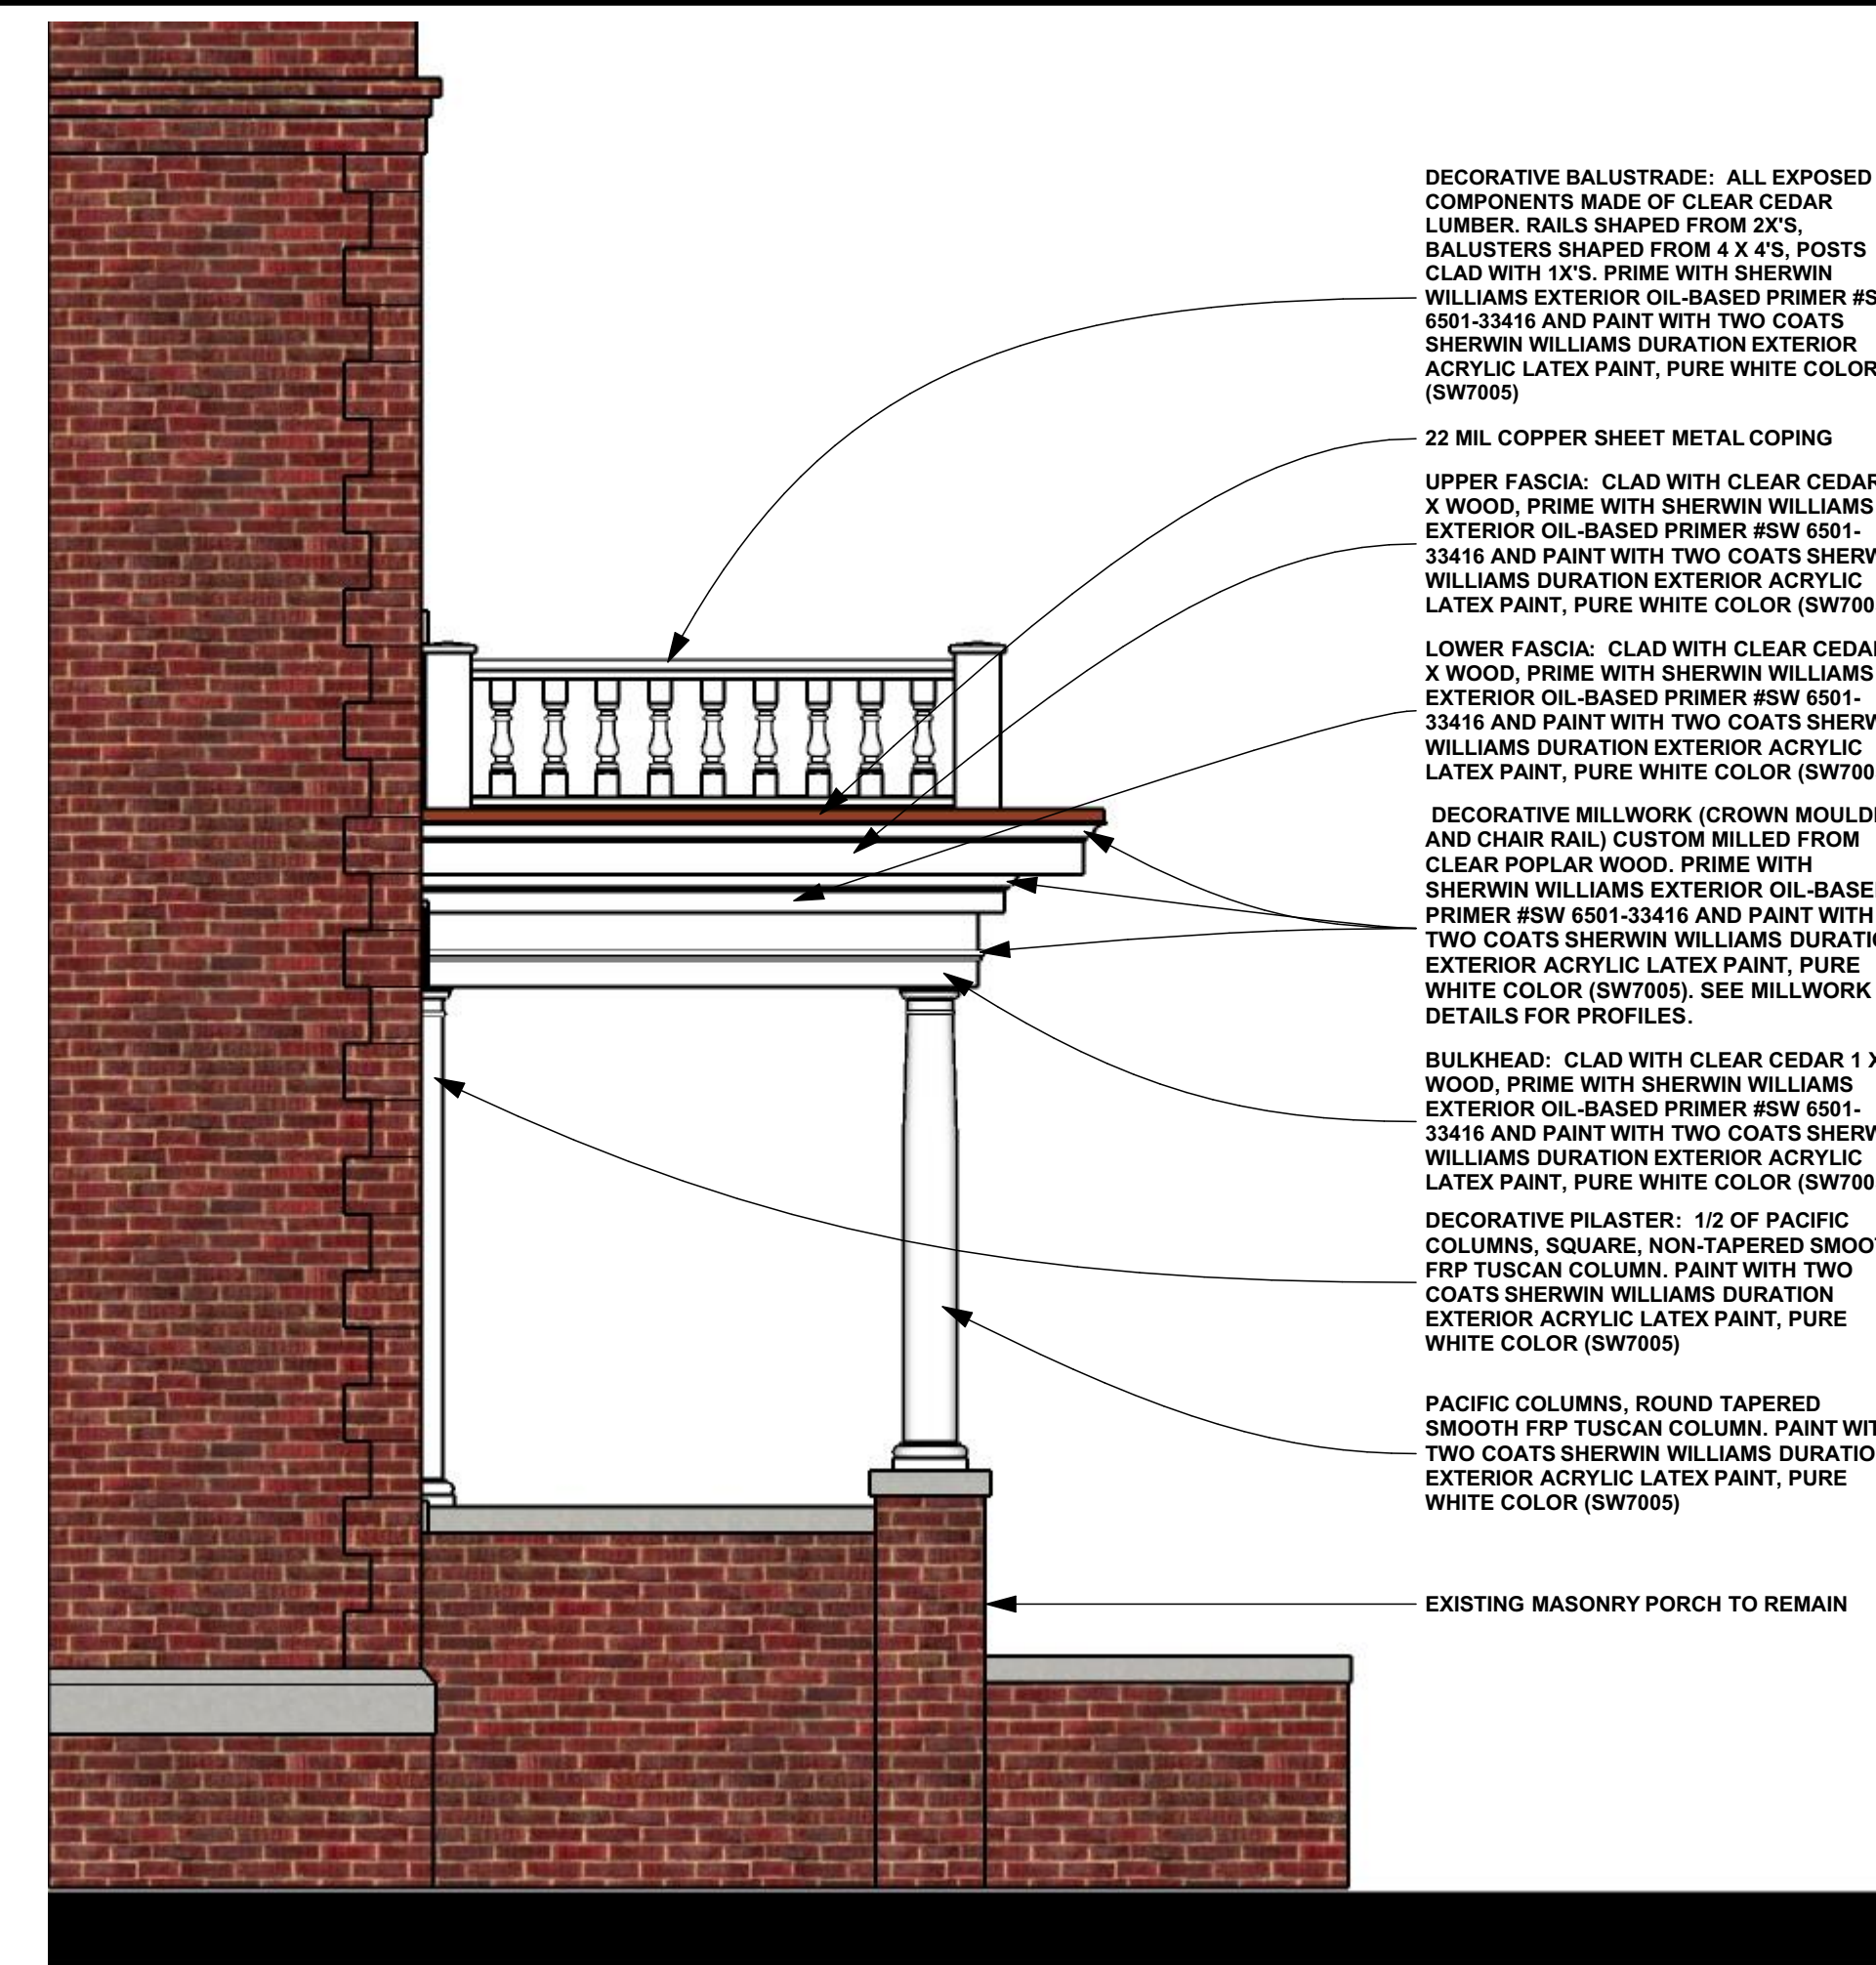 DECORATIVE BALUSTRADE: ALL EXPOSED
COMPONENTS MADE OF CLEAR CEDAR
LUMBER. RAILS SHAPED FROM 2X'S,
BALUSTERS SHAPED FROM 4 X 4'S, POSTS
CLAD WITH 1X'S. PRIME WITH SHERWIN
WILLIAMS EXTERIOR OIL-BASED PRIMER
6501-33416 AND PAINT WITH TWO COATS
SHERWIN WILLIAMS DURATION EXTERIOR
ACRYLIC LATEX PAINT, PURE WHITE COLOR
(SW7005)
22 MIL COPPER SHEET METAL COPING
UPPER FASCIA: CLAD WITH CLEAR CEDAR
X WOOD, PRIME WITH SHERWIN WILLIAMS
EXTERIOR OIL-BASED PRIMER #SW 6501-
33416 AND PAINT WITH TWO COATS
WILLIAMS DURATION EXTERIOR ACRYLIC
LATEX PAINT, PURE WHITE COLOR
LOWER FASCIA: CLAD WITH CLEAR
X WOOD, PRIME WITH SHERWIN WILLIAMS
EXTERIOR OIL-BASED PRIMER #SW 6501-
33416 AND PAINT WITH TWO COATS
WILLIAMS DURATION EXTERIOR ACRYLIC
LATEX PAINT, PURE WHITE COLOR
DECORATIVE MILLWORK (CROWN
AND CHAIR RAIL) CUSTOM MILLED FROM
CLEAR POPLAR WOOD. PRIME WITH
SHERWIN WILLIAMS EXTERIOR
PRIMER #SW 6501-33416 AND PAINT WITH
TWO COATS SHERWIN WILLIAMS
EXTERIOR ACRYLIC LATEX PAINT, PURE
WHITE COLOR (SW7005). SEE MILLWORK
DETAILS FOR PROFILES.
BULKHEAD: CLAD WITH CLEAR CEDAR 1 X
WOOD, PRIME WITH SHERWIN WILLIAMS
EXTERIOR OIL-BASED PRIMER #SW 6501-
33416 AND PAINT WITH TWO COATS
WILLIAMS DURATION EXTERIOR ACRYLIC
LATEX PAINT, PURE WHITE COLOR
DECORATIVE PILASTER: 1/2 OF PACIFIC
COLUMNS, SQUARE, NON-TAPERED
FRP TUSCAN COLUMN. PAINT WITH TWO
COATS SHERWIN WILLIAMS DURATION
EXTERIOR ACRYLIC LATEX PAINT, PURE
WHITE COLOR (SW7005)
PACIFIC COLUMNS, ROUND TAPERED
SMOOTH FRP TUSCAN COLUMN. PAINT
TWO COATS SHERWIN WILLIAMS
EXTERIOR ACRYLIC LATEX PAINT, PURE
WHITE COLOR (SW7005)
EXISTING MASONRY PORCH TO REMAIN